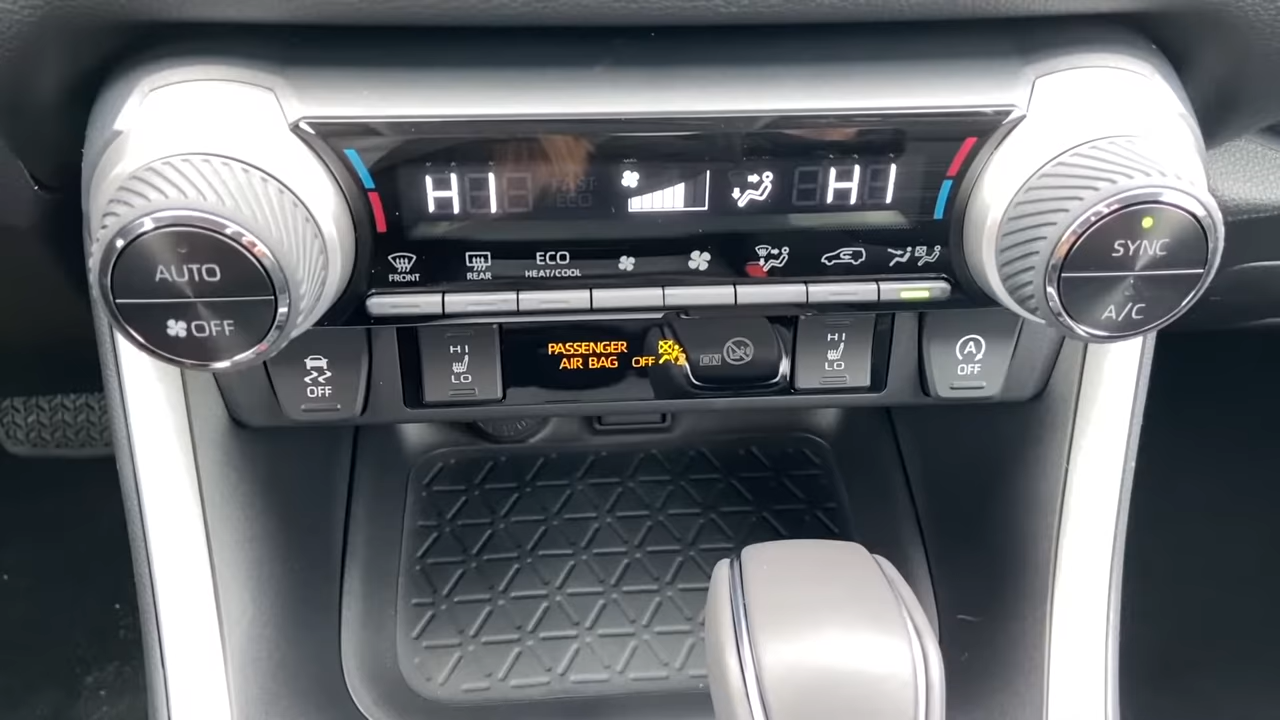 HI FAST HI
ECO
AUTO
OFF
FRONT
REAR
ECO
HEAT/COOL
SYNC
A/C
OFF
HI
LO
PASSENGER
AIR BAG OFF
ON
HI
LO
A
OFF